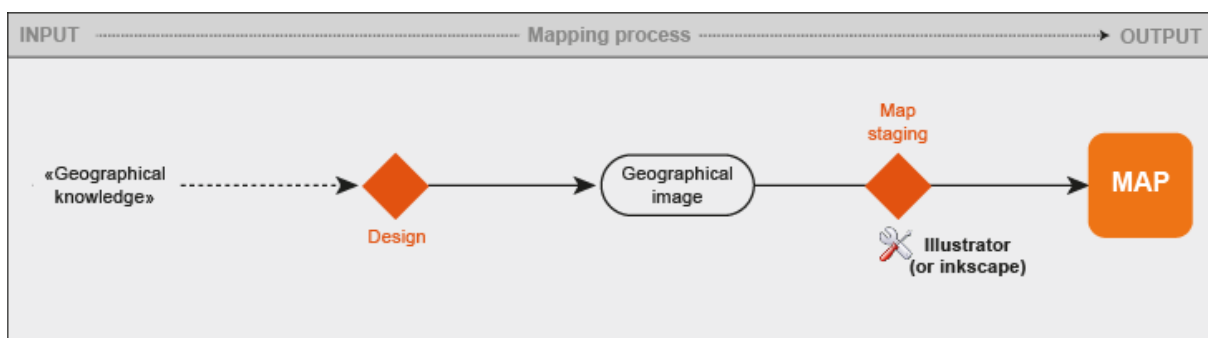 INPUT Mapping process OUTPUT
Map
staging
«Geographical
knowledge»
Geographical
image
MAP
Design
Illustrator
(or inkscape)